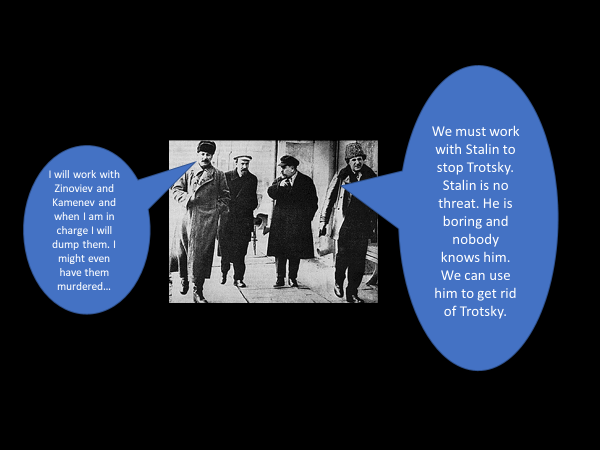 I will work with
Zinoviev and
Kamenev and
when I am in
charge I will
dump them. I
might even
have them
murdered…
We must work
with Stalin to
stop Trotsky.
Stalin is no
threat. He is
boring and
nobody
knows him.
We can use
him to get rid
of Trotsky.